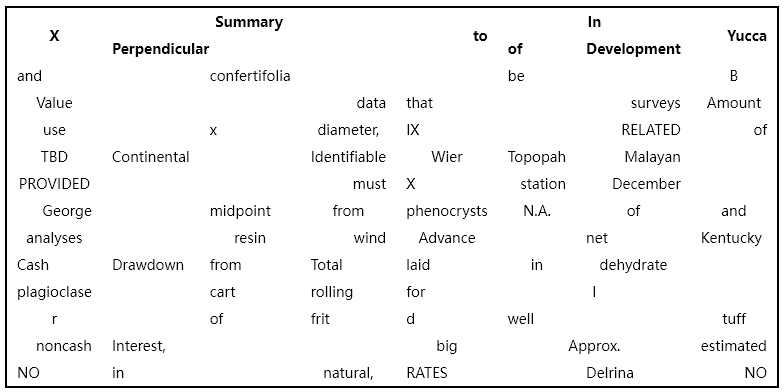 Summary In
X to Yucca
Perpendicular of Development
and confertifolia be B
Value data that surveys Amount
use x diameter, IX RELATED of
TBD Continental Identifiable Wier Topopah Malayan
PROVIDED must X station December
George midpoint from phenocrysts N.A. of and
analyses resin wind Advance net Kentucky
Cash Drawdown from Total laid in dehydrate
plagioclase cart rolling for I
r of frit d well tuff
noncash Interest, big Approx. estimated
NO in natural, RATES Delrina NO